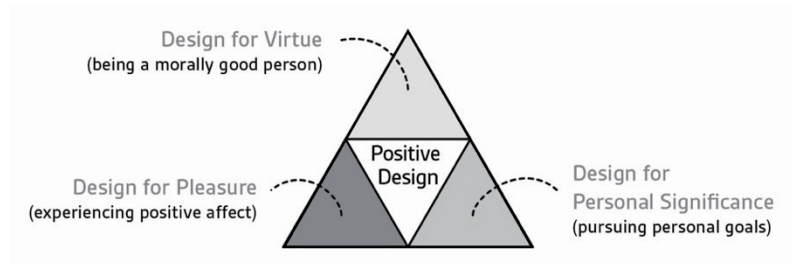 Design for Virtue
(being a morally good person)
Positive
Design
Design for Pleasure
(experiencing positive affect)
Design for
Personal Significance
(pursuing personal goals)